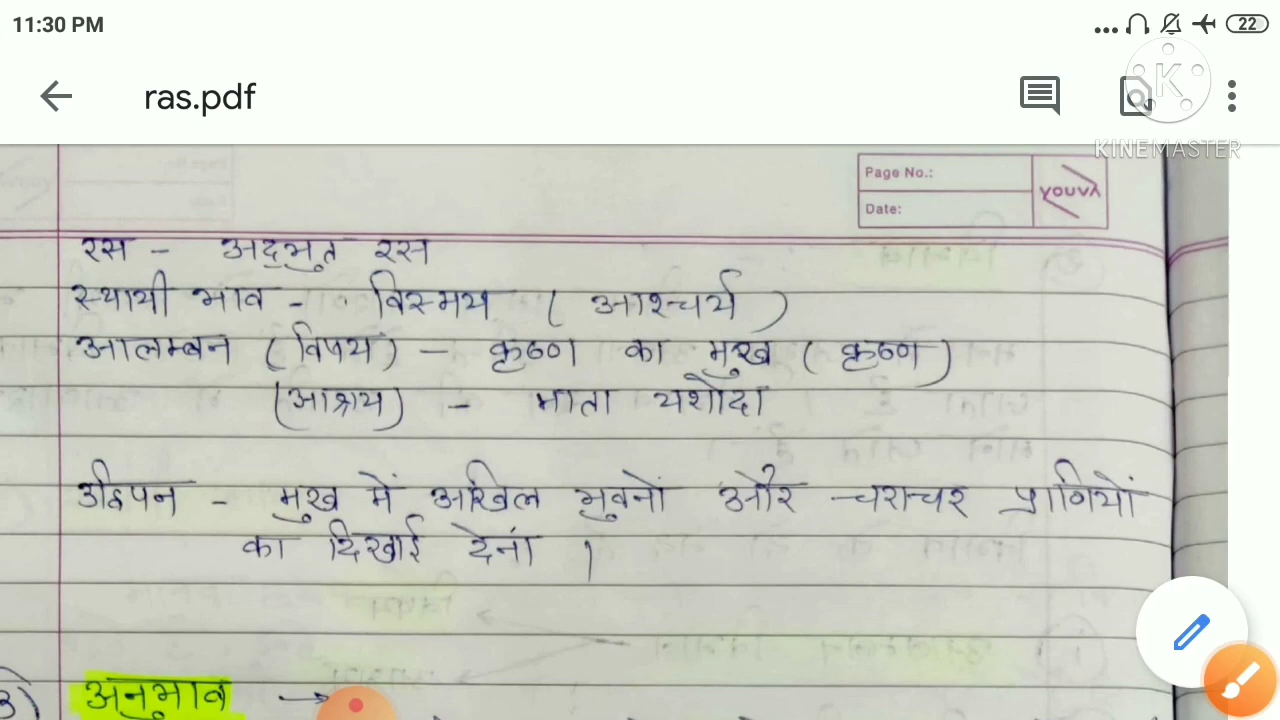 11:30 PM
22
ras.pdf
K
KINEMASTER
Page No.:
Date:
youva
रस - अद्भुत रस
स्थायी भाव - विस्मय ( आश्चर्य )
आलम्बन (विषय) - कृष्ण का मुख ( कृष्ण )
(आश्रय) - माता यशोदा
उद्दिपन - मुख में अखिल भुवनों और चराचर प्राणियों
का दिखाई देनां ।
अनुभाव →